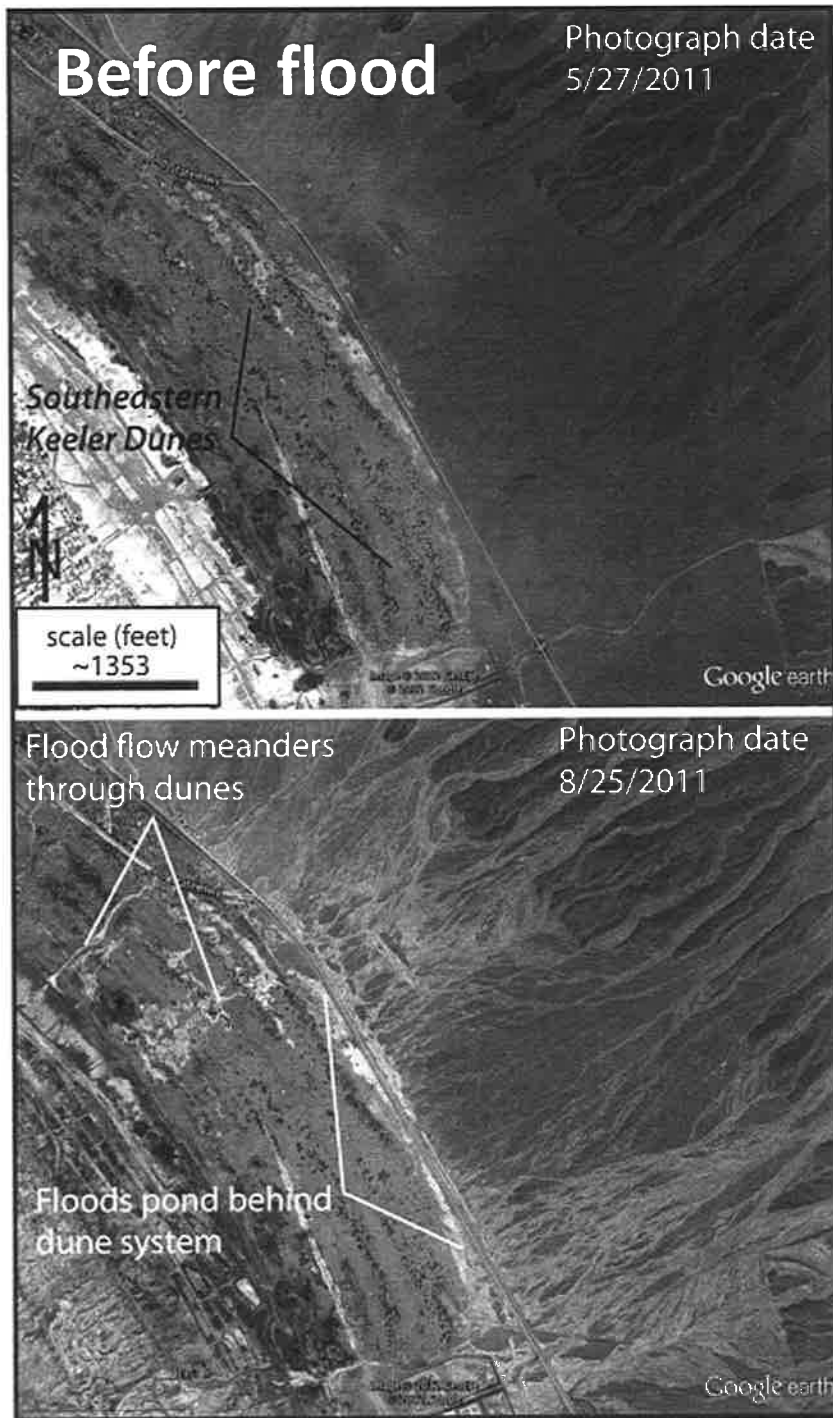 Before flood
Photograph date
5/27/2011
Southeastern
Keeler Dunes
N
scale (feet)
~1353
Google earth
Flood flow meanders
through dunes
Photograph date
8/25/2011
Floods pond behind
dune system
Google earth